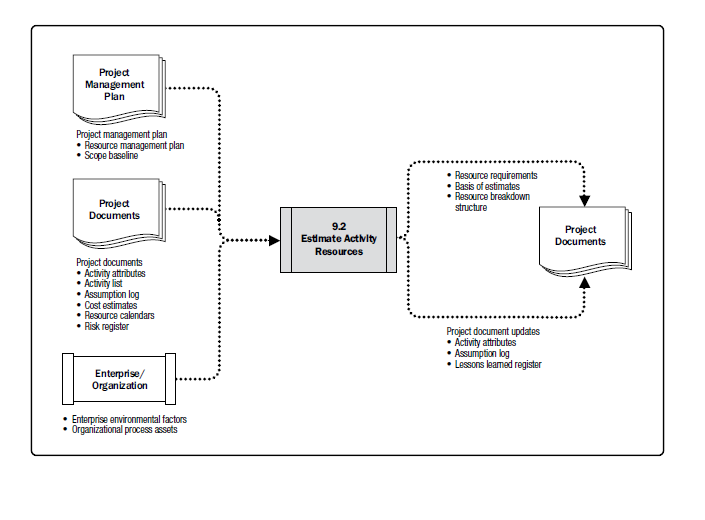 Project
Management
Plan
Project management plan
• Resource management plan
• Scope baseline
Project
Documents
Project documents
• Activity attributes
• Activity list
• Assumption log
• Cost estimates
• Resource calendars
• Risk register
Enterprise/
Organization
• Enterprise environmental factors
• Organizational process assets
9.2
Estimate Activity
Resources
• Resource requirements
• Basis of estimates
• Resource breakdown
structure
Project
Documents
Project document updates
• Activity attributes
• Assumption log
• Lessons learned register